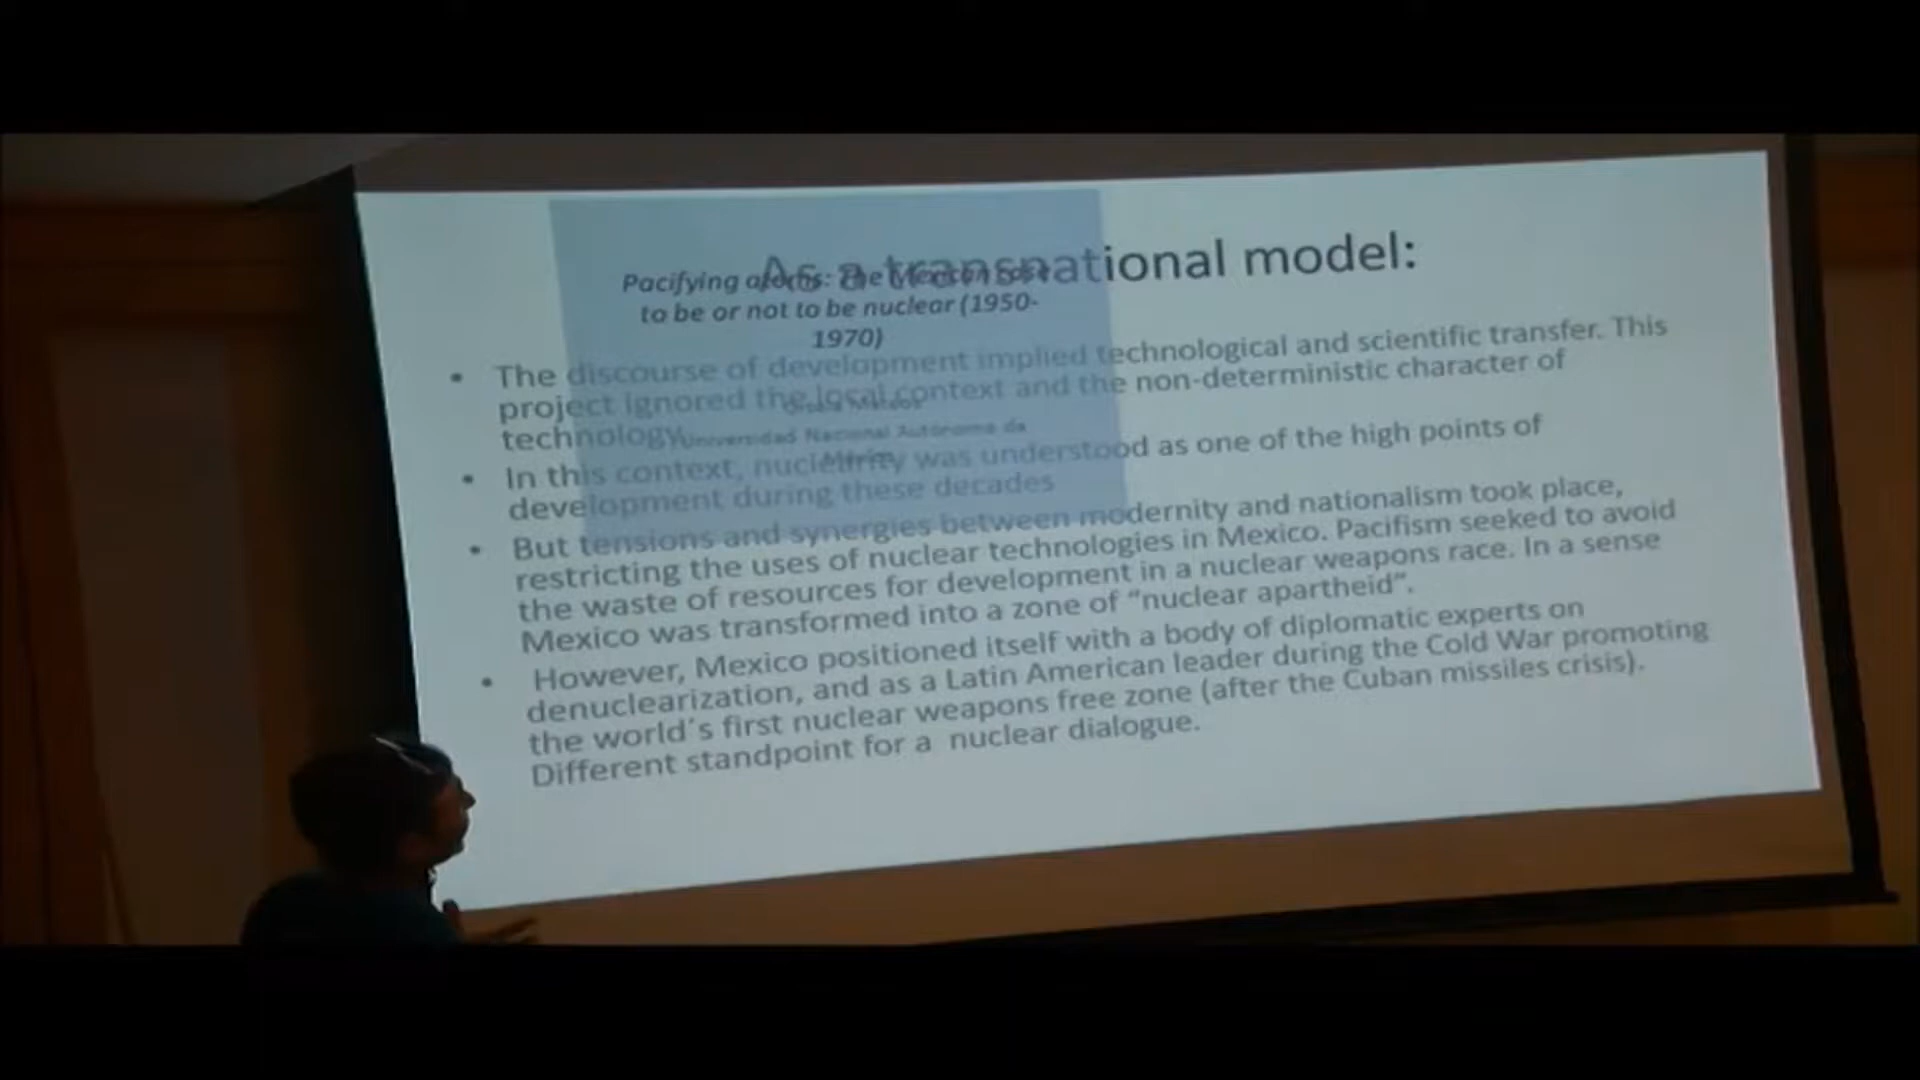 As a transnational model:
Pacifying atoms: The Mexican case
to be or not to be nuclear (1950-
1970)
Mateos
Universidad Nacional Autónoma de
• The discourse of development implied technological and scientific transfer. This
project ignored the local context and the non-deterministic character of
technology.
• In this context, nuclearity was understood as one of the high points of
development during these decades
• But tensions and synergies between modernity and nationalism took place,
restricting the uses of nuclear technologies in Mexico. Pacifism seeked to avoid
the waste of resources for development in a nuclear weapons race. In a sense
Mexico was transformed into a zone of “nuclear apartheid”.
• However, Mexico positioned itself with a body of diplomatic experts on
denuclearization, and as a Latin American leader during the Cold War promoting
the world´s first nuclear weapons free zone (after the Cuban missiles crisis).
Different standpoint for a nuclear dialogue.